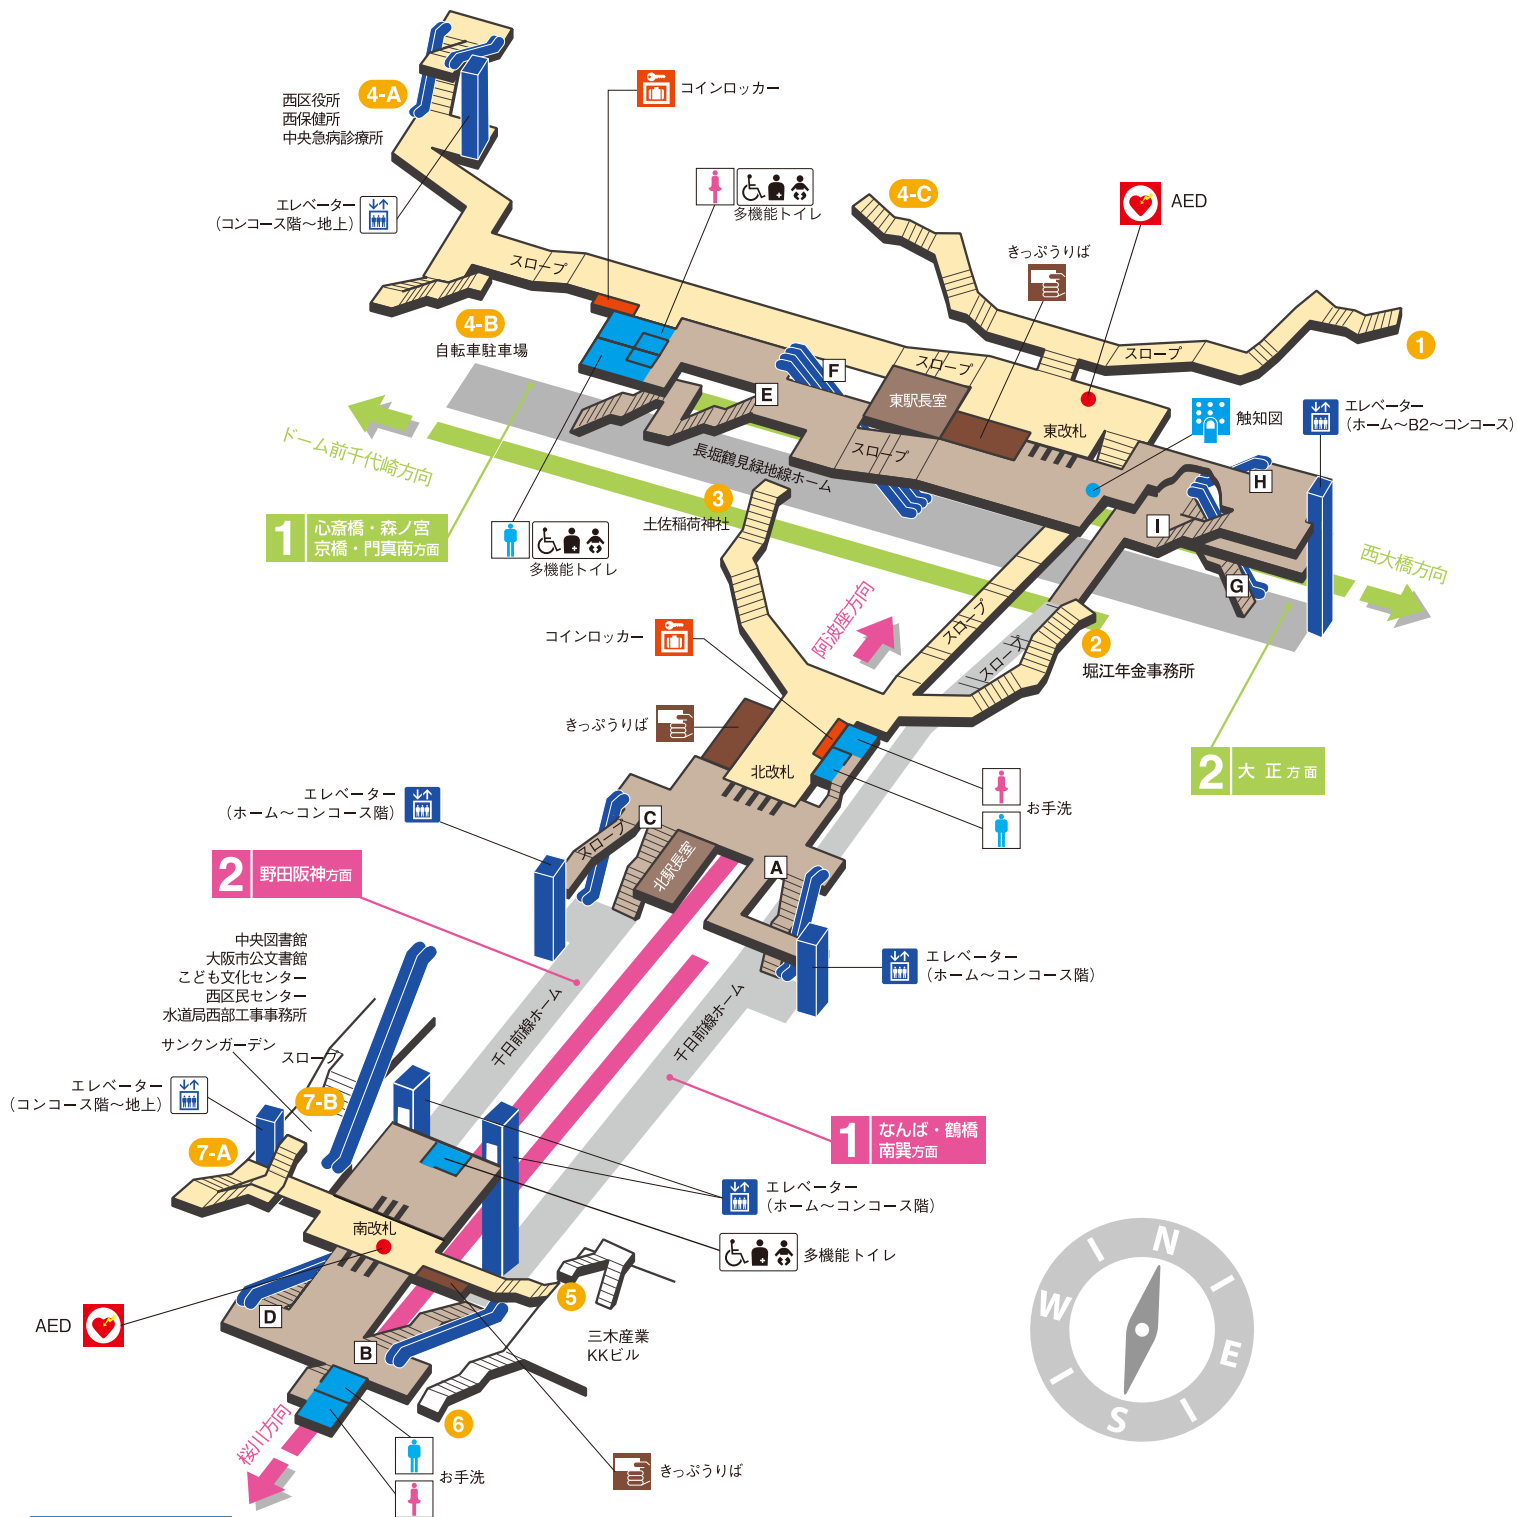 4-A
西区役所
西保健所
中央急病診療所
コインロッカー
多機能トイレ
4-C
AED
エレベーター
(コンコース階〜地上)
きっぷうりば
スロープ
4-B
自転車駐車場
スロープ
スロープ
1
F
E
東駅長室
東改札
触知図
エレベーター
(ホーム〜B2〜コンコース)
ドーム前千代崎方向
長堀鶴見緑地線ホーム
スロープ
H
3
土佐稲荷神社
1
心斎橋・森ノ宮
京橋・門真南方面
多機能トイレ
I
G
西大橋方向
阿波座方向
スロープ
スロープ
2
堀江年金事務所
コインロッカー
きっぷうりば
北改札
2
大正方面
お手洗
エレベーター
(ホーム〜コンコース階)
C
スロープ
北駅長室
A
2
野田阪神方面
中央図書館
大阪市公文書館
こども文化センター
西区民センター
水道局西部工事事務所
エレベーター
(ホーム〜コンコース階)
千日前線ホーム
千日前線ホーム
サンクンガーデン
スロープ
エレベーター
(コンコース階〜地上)
7-B
7-A
1
なんば・鶴橋
南巽方面
エレベーター
(ホーム〜コンコース階)
南改札
多機能トイレ
5
D
B
AED
三木産業
KKビル
6
桜川方向
お手洗
きっぷうりば
N
E
S
W